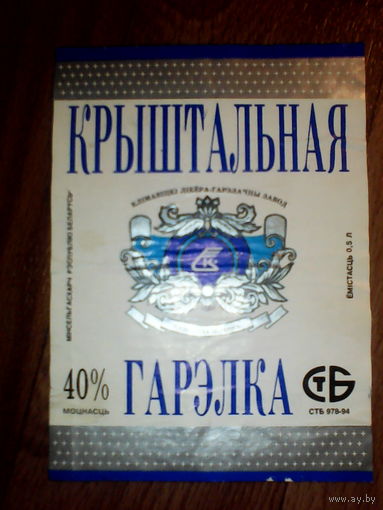 КРЫШТАЛЬНАЯ
КЛІМАВІЦКІ ЛІКЁРА-ГАРЭЛАЧНЫ ЗАВОД
МІНСЕЛЬГАСХАРЧ РЭСПУБЛІКІ БЕЛАРУСЬ
ЁМІСТАСЦЬ 0,5 Л
40%
МОЦНАСЦЬ
ГАРЭЛКА
СТБ
СТБ 978-94
www.ay.by